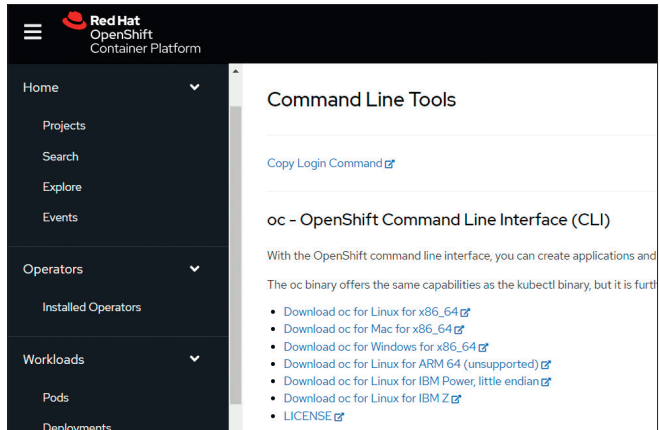 Red Hat
OpenShift
Container Platform
Home
Projects
Search
Explore
Events
Operators
Installed Operators
Workloads
Pods
Deployments
Command Line Tools
Copy Login Command
oc - OpenShift Command Line Interface (CLI)
With the OpenShift command line interface, you can create applications and
The oc binary offers the same capabilities as the kubectl binary, but it is furth
Download oc for Linux for x86_64
Download oc for Mac for x86_64
Download oc for Windows for x86_64
Download oc for Linux for ARM 64 (unsupported)
Download oc for Linux for IBM Power, little endian
Download oc for Linux for IBM Z
LICENSE